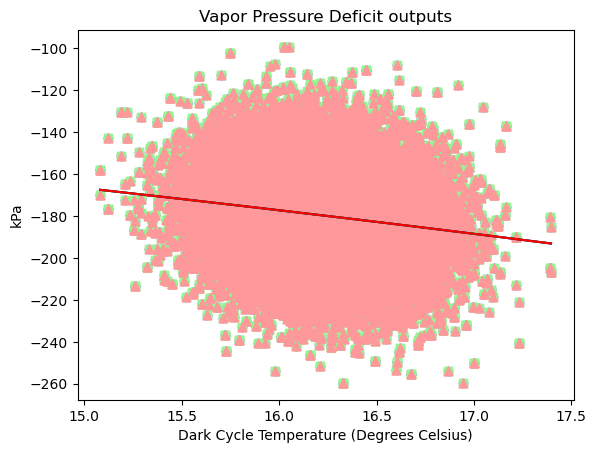 Vapor Pressure Deficit outputs
kPa
−100
−120
−140
−160
−180
−200
−220
−240
−260
15.0 15.5 16.0 16.5 17.0 17.5
Dark Cycle Temperature (Degrees Celsius)